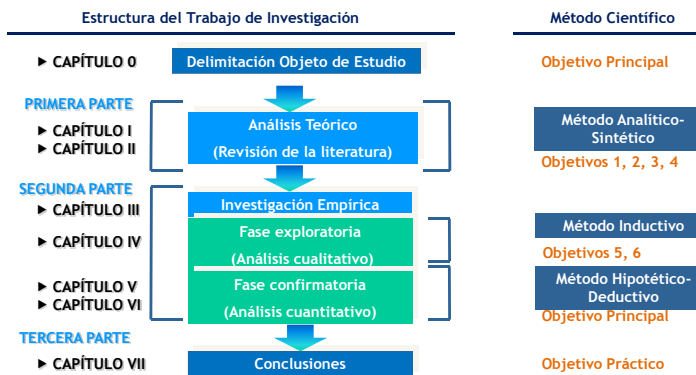 Estructura del Trabajo de Investigación
Método Científico
CAPÍTULO 0
Delimitación Objeto de Estudio
Objetivo Principal
PRIMERA PARTE
CAPÍTULO I
CAPÍTULO II
Análisis Teórico
(Revisión de la literatura)
Método Analítico-
Sintético
Objetivos 1, 2, 3, 4
SEGUNDA PARTE
CAPÍTULO III
Investigación Empírica
CAPÍTULO IV
Fase exploratoria
(Análisis cualitativo)
Método Inductivo
Objetivos 5, 6
CAPÍTULO V
CAPÍTULO VI
Fase confirmatoria
(Análisis cuantitativo)
Método Hipotético-
Deductivo
Objetivo Principal
TERCERA PARTE
CAPÍTULO VII
Conclusiones
Objetivo Práctico